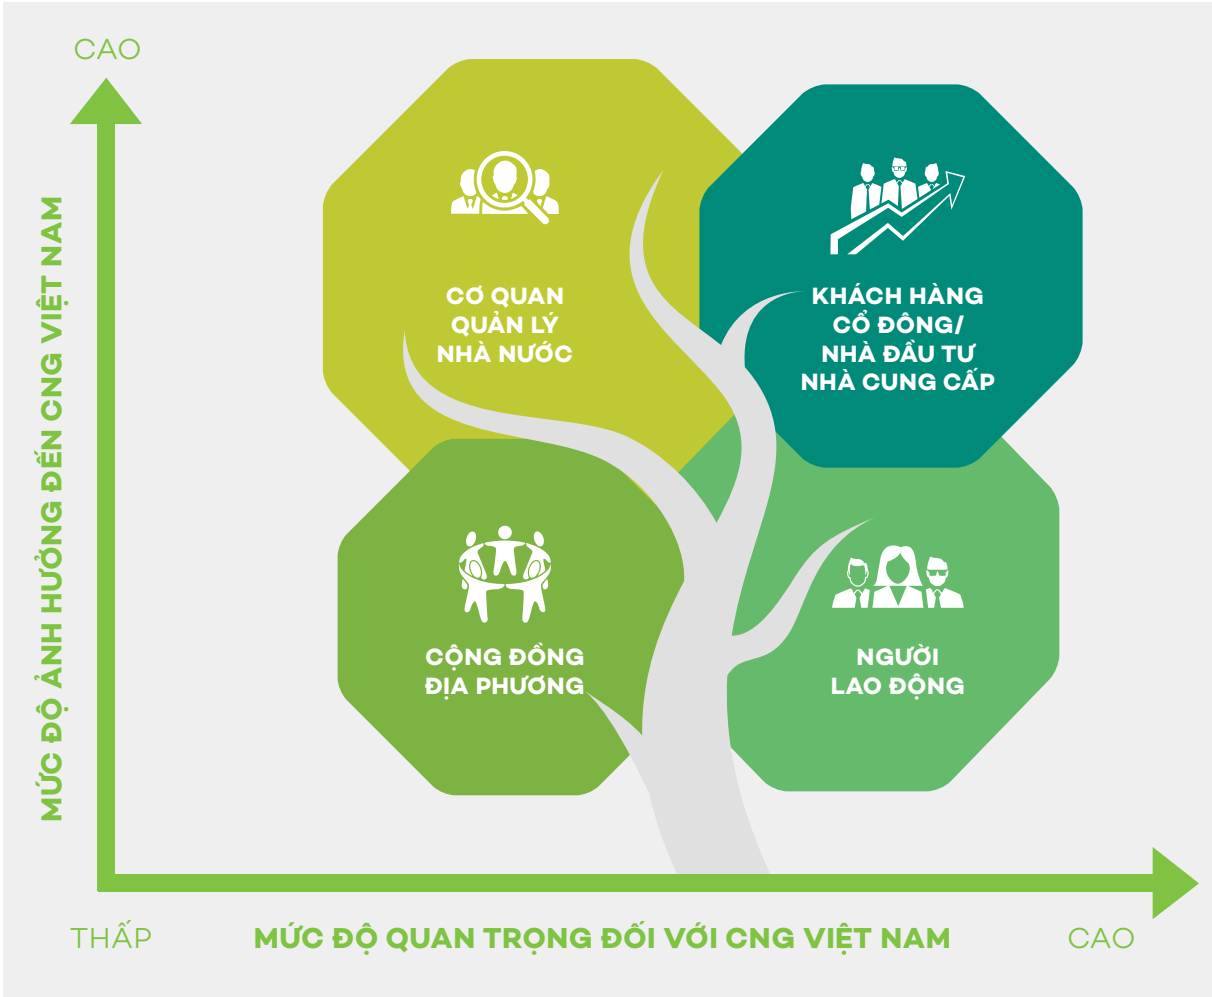 CAO
MỨC ĐỘ ẢNH HƯỞNG ĐẾN CNG VIỆT NAM
CƠ QUAN
QUẢN LÝ
NHÀ NƯỚC
KHÁCH HÀNG
CỔ ĐÔNG/
NHÀ ĐẦU TƯ
NHÀ CUNG CẤP
CỘNG ĐỒNG
ĐỊA PHƯƠNG
NGƯỜI
LAO ĐỘNG
THẤP
MỨC ĐỘ QUAN TRỌNG ĐỐI VỚI CNG VIỆT NAM
CAO